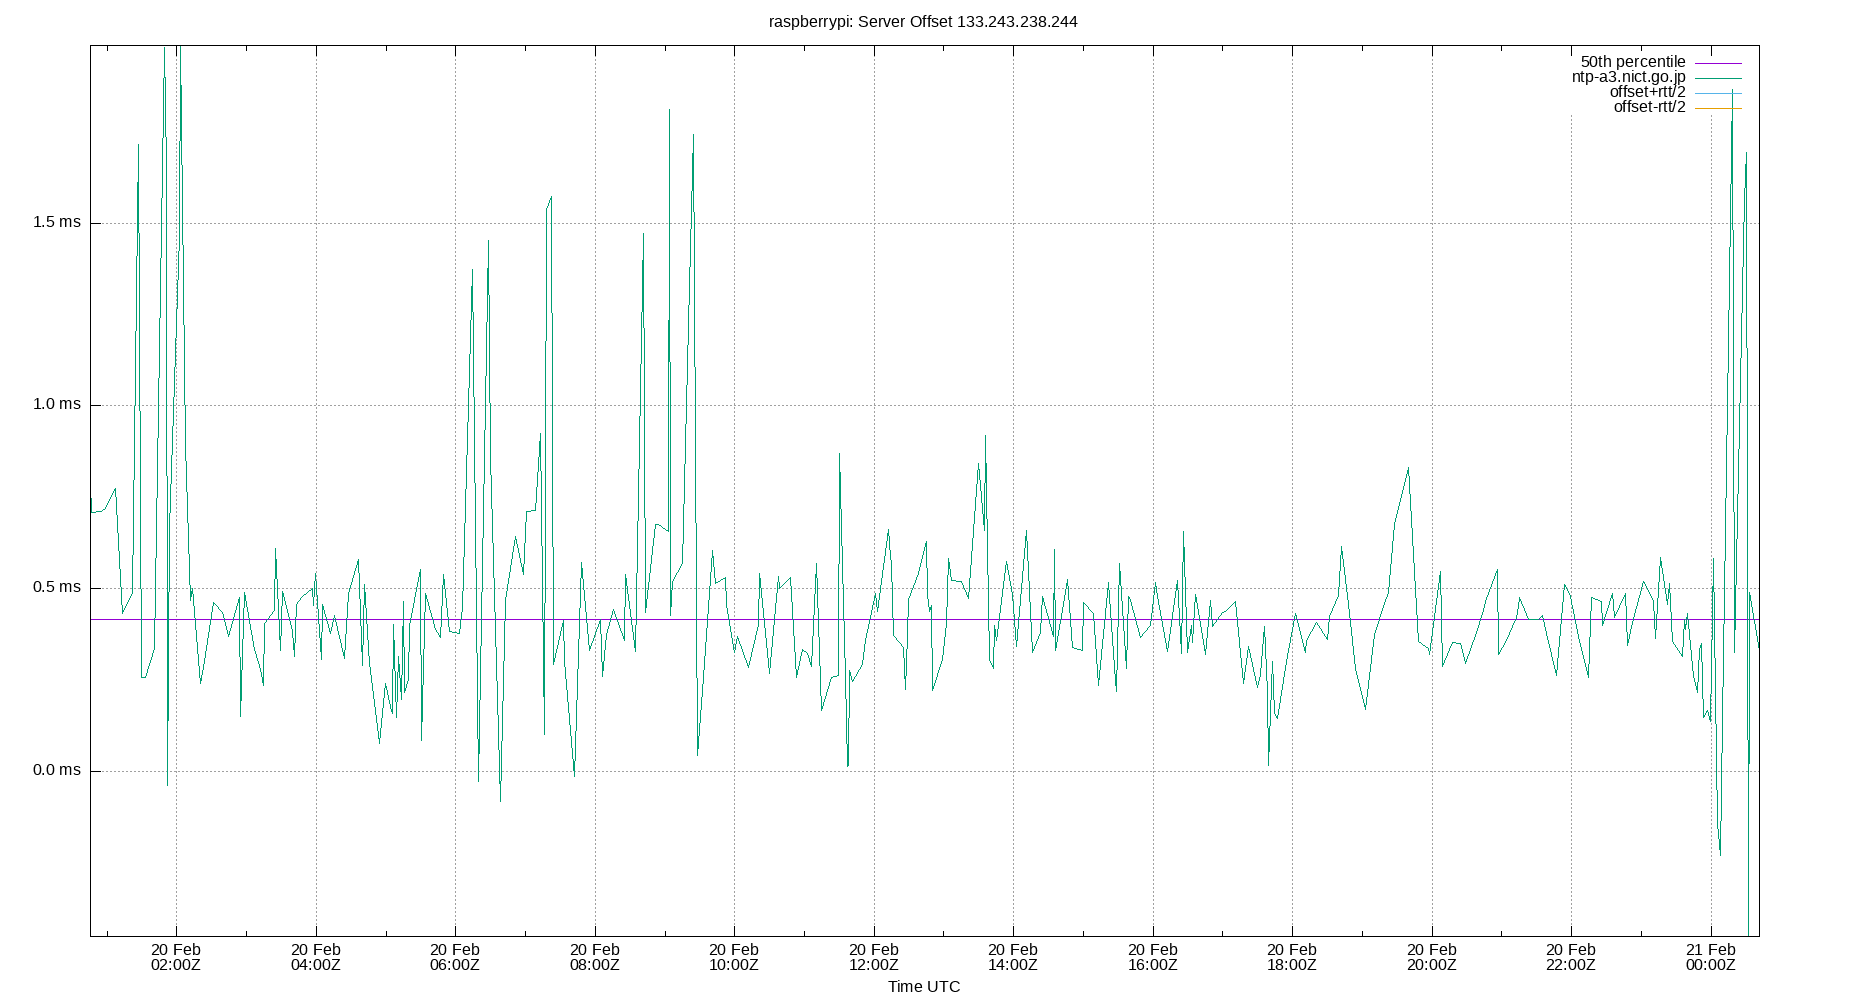 raspberrypi: Server Offset 133.243.238.244
50th percentile
ntp-a3.nict.go.jp
offset+rtt/2
offset-rtt/2
1.5 ms
1.0 ms
0.5 ms
0.0 ms
20 Feb 20 Feb 20 Feb 20 Feb 20 Feb 20 Feb 20 Feb 20 Feb 20 Feb 20 Feb 20 Feb 21 Feb
02:00Z 04:00Z 06:00Z 08:00Z 10:00Z 12:00Z 14:00Z 16:00Z 18:00Z 20:00Z 22:00Z 00:00Z
Time UTC